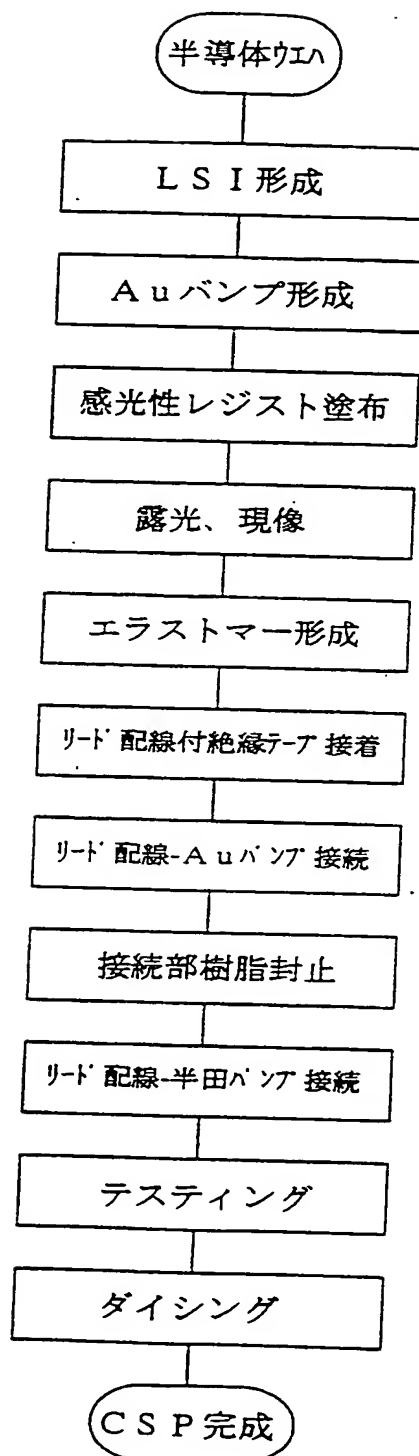 半導体ウエハ
LSI形成
Auバンプ形成
感光性レジスト塗布
露光、現像
エラストマー形成
リード配線付絶縁テープ接着
リード配線-Auバンプ接続
接続部樹脂封止
リード配線-半田バンプ接続
テスティング
ダイシング
CSP完成